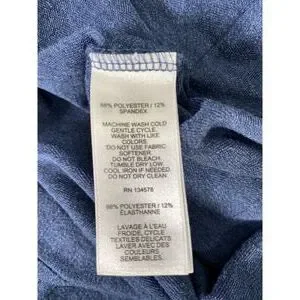 88% POLYESTER / 12%
SPANDEX
MACHINE WASH COLD
GENTLE CYCLE.
WASH WITH LIKE
COLORS
DO NOT USE FABRIC
SOFTENER
DO NOT BLEACH.
TUMBLE DRY LOW
COOL IRON IF NEEDED
DO NOT DRY CLEAN
RN 134578
88% POLYESTER / 12%
ELASTHANNE
LAVAGE À L'EAU
FROIDE, CYCLE
TEXTILES DÉLICATS
LAVER AVEC DES
COULEURS
SEMBLABLES.